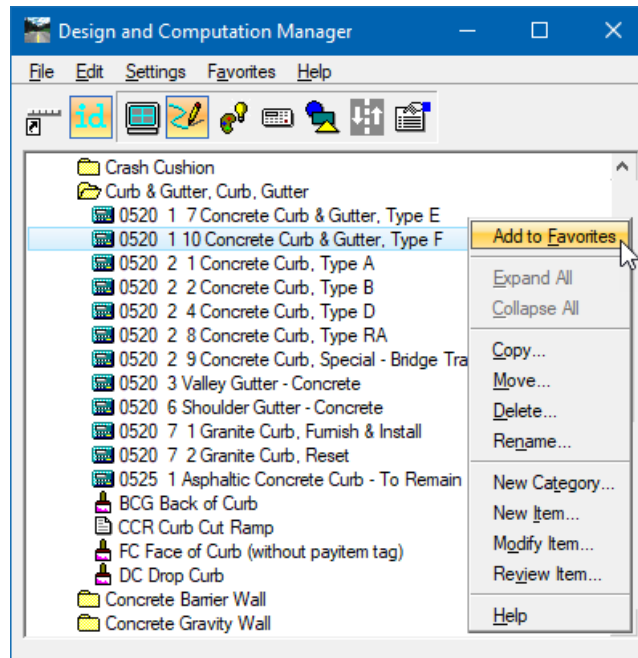 Design and Computation Manager
File Edit Settings Favorites Help
id
Crash Cushion
Curb & Gutter, Curb, Gutter
0520 1 7 Concrete Curb & Gutter, Type E
0520 1 10 Concrete Curb & Gutter, Type F
0520 2 1 Concrete Curb, Type A
0520 2 2 Concrete Curb, Type B
0520 2 4 Concrete Curb, Type D
0520 2 8 Concrete Curb, Type RA
0520 2 9 Concrete Curb, Special - Bridge Tra
0520 3 Valley Gutter - Concrete
0520 6 Shoulder Gutter - Concrete
0520 7 1 Granite Curb, Furnish & Install
0520 7 2 Granite Curb, Reset
0525 1 Asphaltic Concrete Curb - To Remain
BCG Back of Curb
CCR Curb Cut Ramp
FC Face of Curb (without payitem tag)
DC Drop Curb
Concrete Barrier Wall
Concrete Gravity Wall
Add to Favorites
Expand All
Collapse All
Copy...
Move...
Delete...
Rename...
New Category...
New Item...
Modify Item...
Review Item...
Help